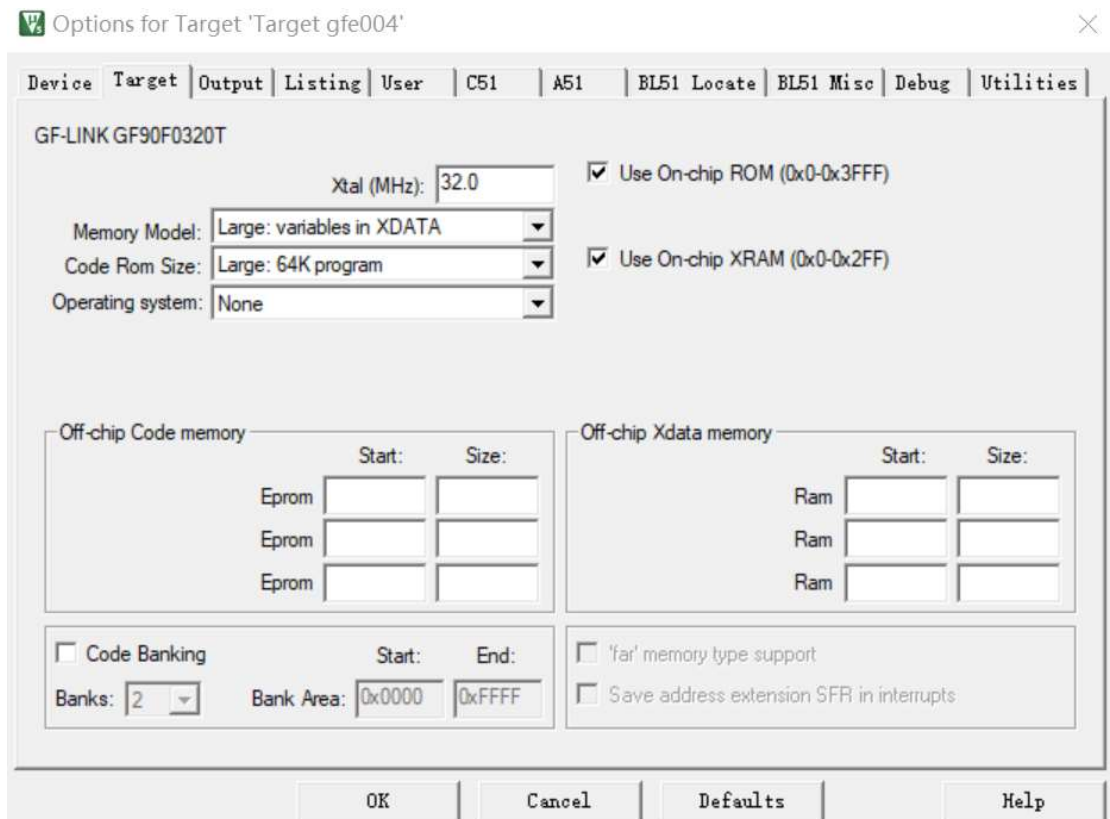 Options for Target 'Target gfe004'
Device Target Output Listing User C51 A51 BL51 Locate BL51 Misc Debug Utilities
GF-LINK GF90F0320T
Xtal (MHz): 32.0
Use On-chip ROM (0x0-0x3FFF)
Memory Model: Large: variables in XDATA
Code Rom Size: Large: 64K program
Use On-chip XRAM (0x0-0x2FF)
Operating system: None
Off-chip Code memory
Start: Size:
Eprom
Eprom
Eprom
Off-chip Xdata memory
Start: Size:
Ram
Ram
Ram
Code Banking Start: End:
Banks: 2 Bank Area: 0x0000 0xFFFF
'far' memory type support
Save address extension SFR in interrupts
OK Cancel Defaults Help